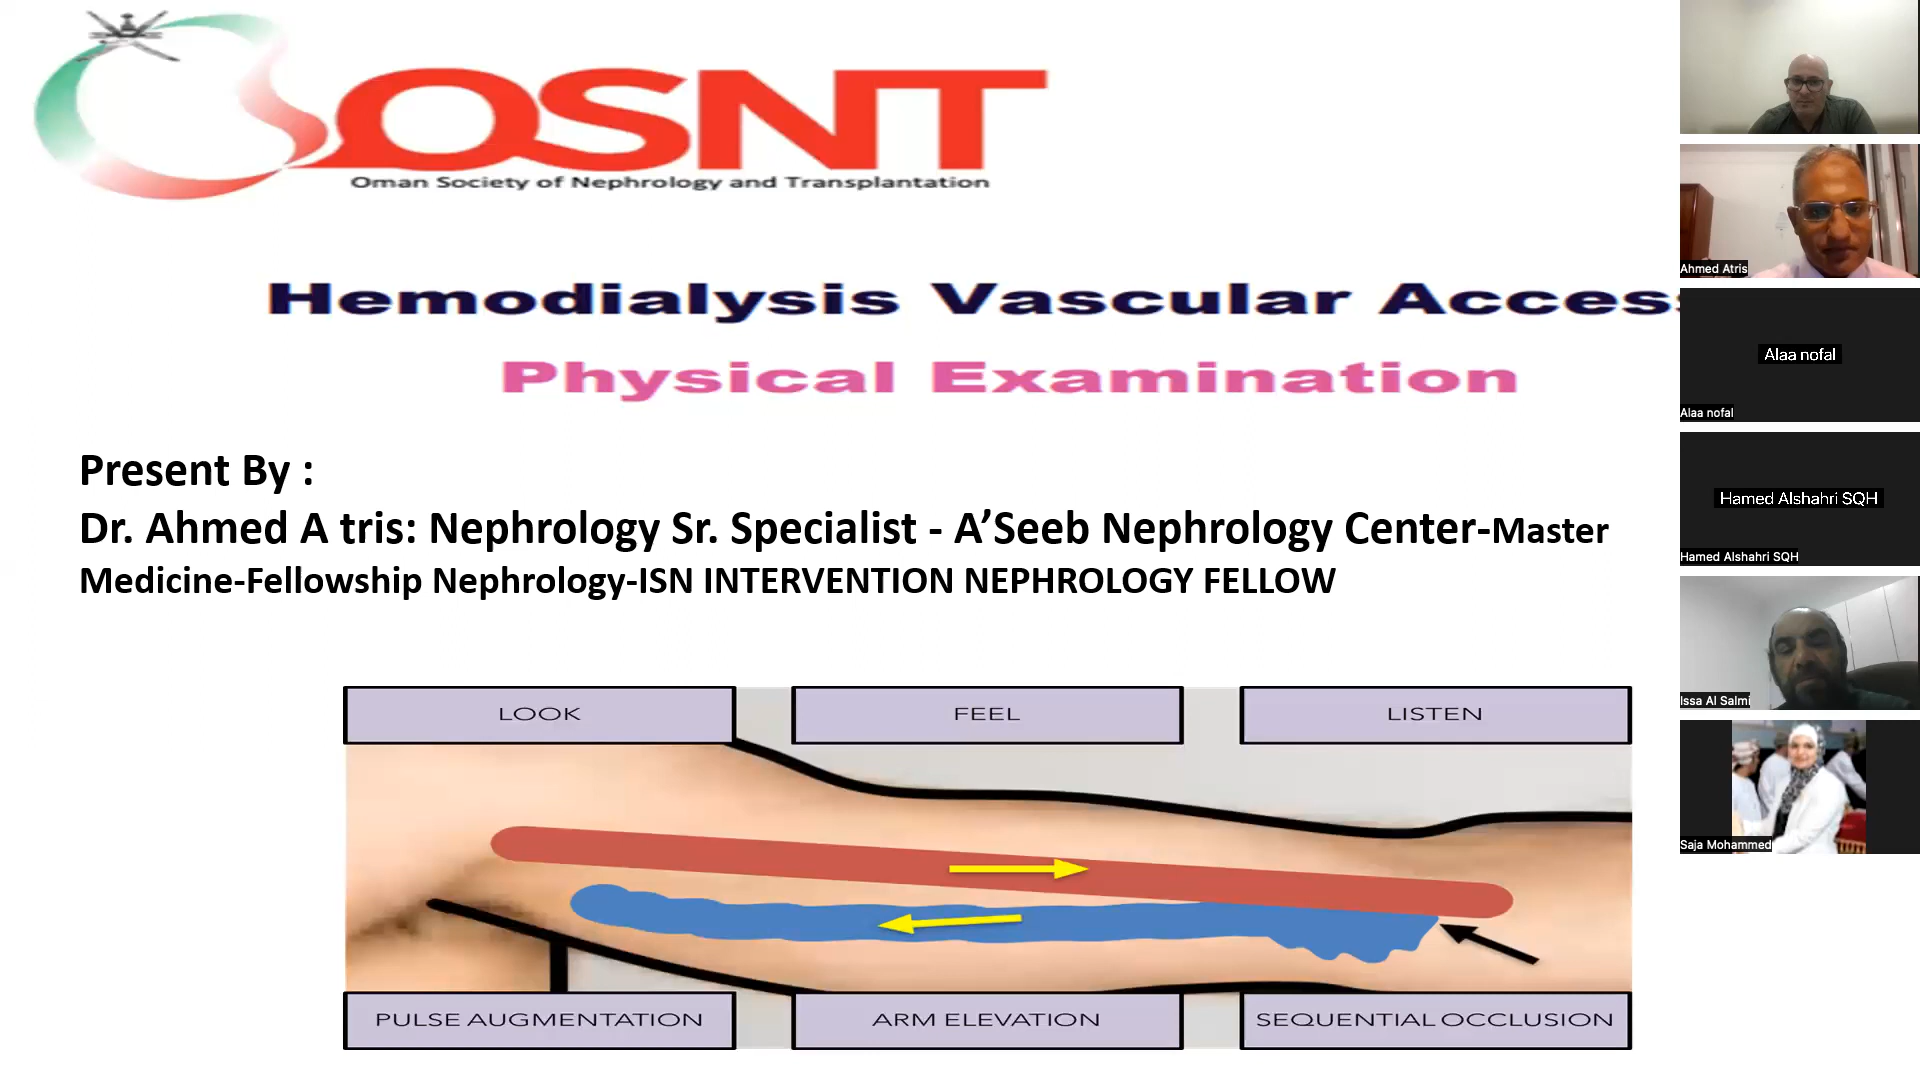 OSNT
Oman Society of Nephrology and Transplantation
Hemodialysis Vascular Access
Physical Examination
Present By :
Dr. Ahmed A tris: Nephrology Sr. Specialist - A’Seeb Nephrology Center-Master
Medicine-Fellowship Nephrology-ISN INTERVENTION NEPHROLOGY FELLOW
LOOK
FEEL
LISTEN
PULSE AUGMENTATION
ARM ELEVATION
SEQUENTIAL OCCLUSION
Ahmed Atris
Alaa nofal
Alaa nofal
Hamed Alshahri SQH
Hamed Alshahri SQH
Issa Al Salmi
Saja Mohammed